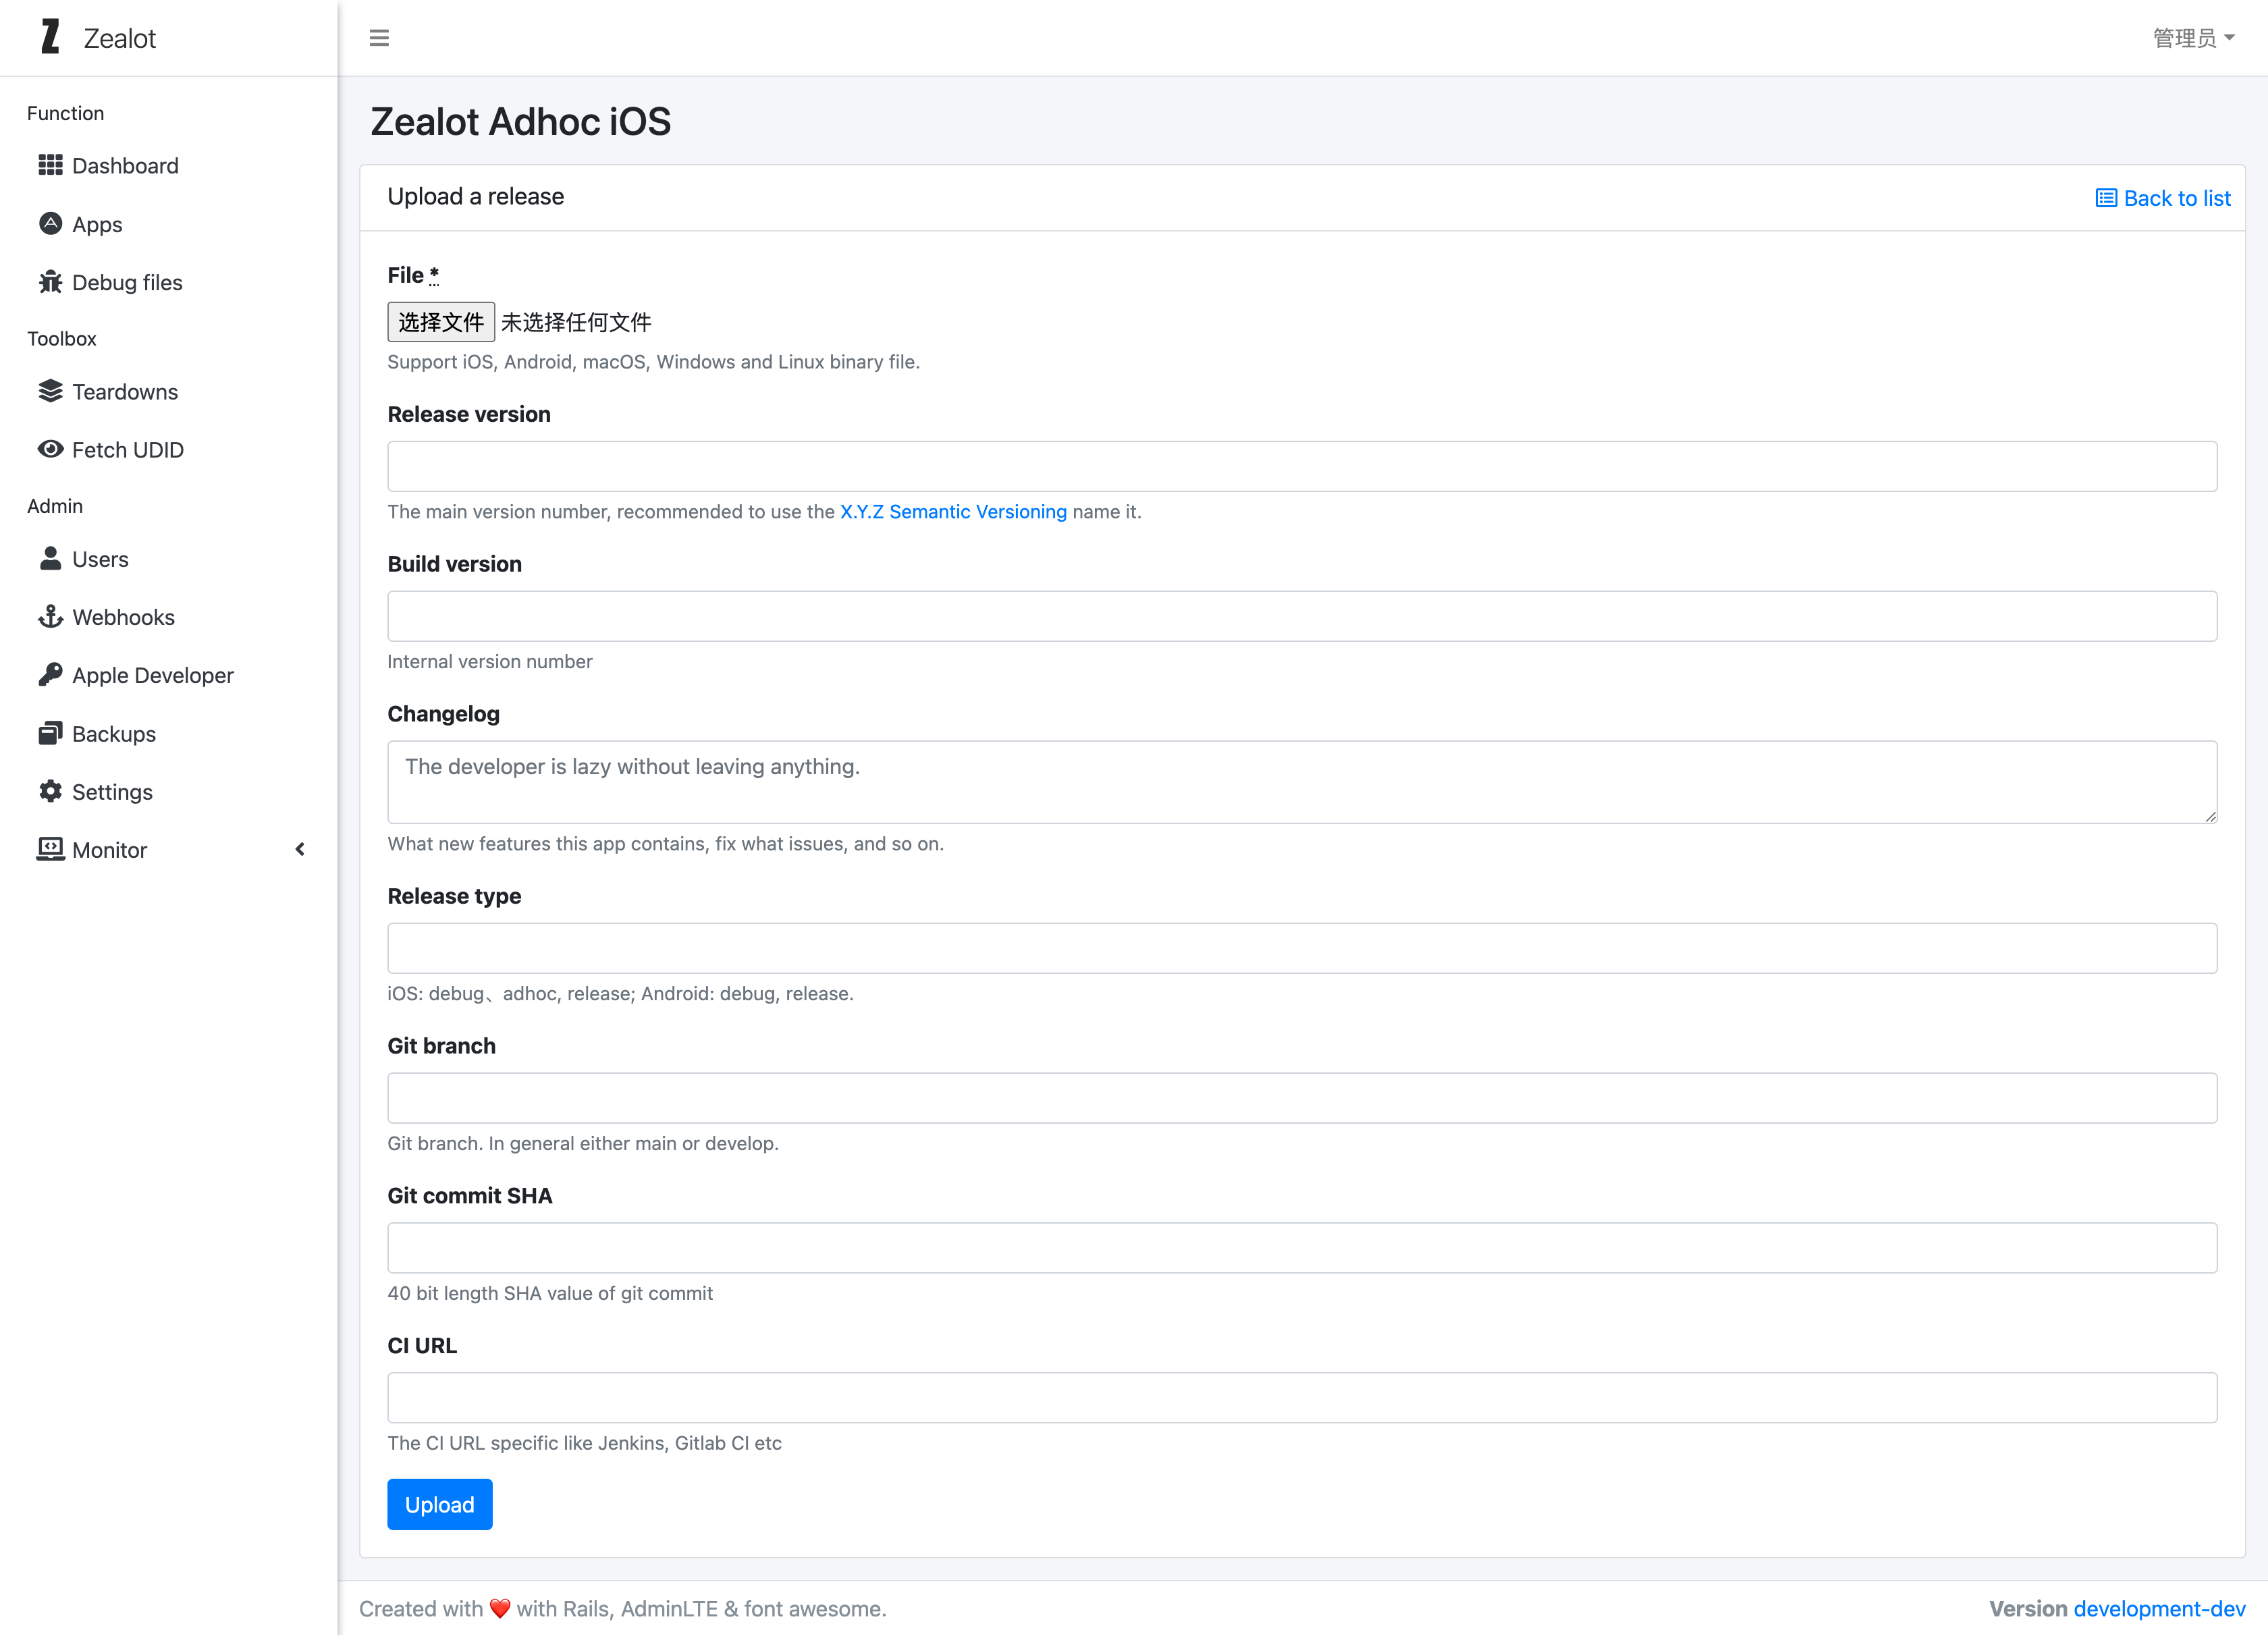 Zealot
管理员
Function
Dashboard
Apps
Debug files
Toolbox
Teardowns
Fetch UDID
Admin
Users
Webhooks
Apple Developer
Backups
Settings
Monitor
Zealot Adhoc iOS
Upload a release
Back to list
File *
选择文件 未选择任何文件
Support iOS, Android, macOS, Windows and Linux binary file.
Release version
The main version number, recommended to use the X.Y.Z Semantic Versioning name it.
Build version
Internal version number
Changelog
The developer is lazy without leaving anything.
What new features this app contains, fix what issues, and so on.
Release type
iOS: debug、adhoc, release; Android: debug, release.
Git branch
Git branch. In general either main or develop.
Git commit SHA
40 bit length SHA value of git commit
CI URL
The CI URL specific like Jenkins, Gitlab CI etc
Upload
Created with ❤️ with Rails, AdminLTE & font awesome.
Version development-dev